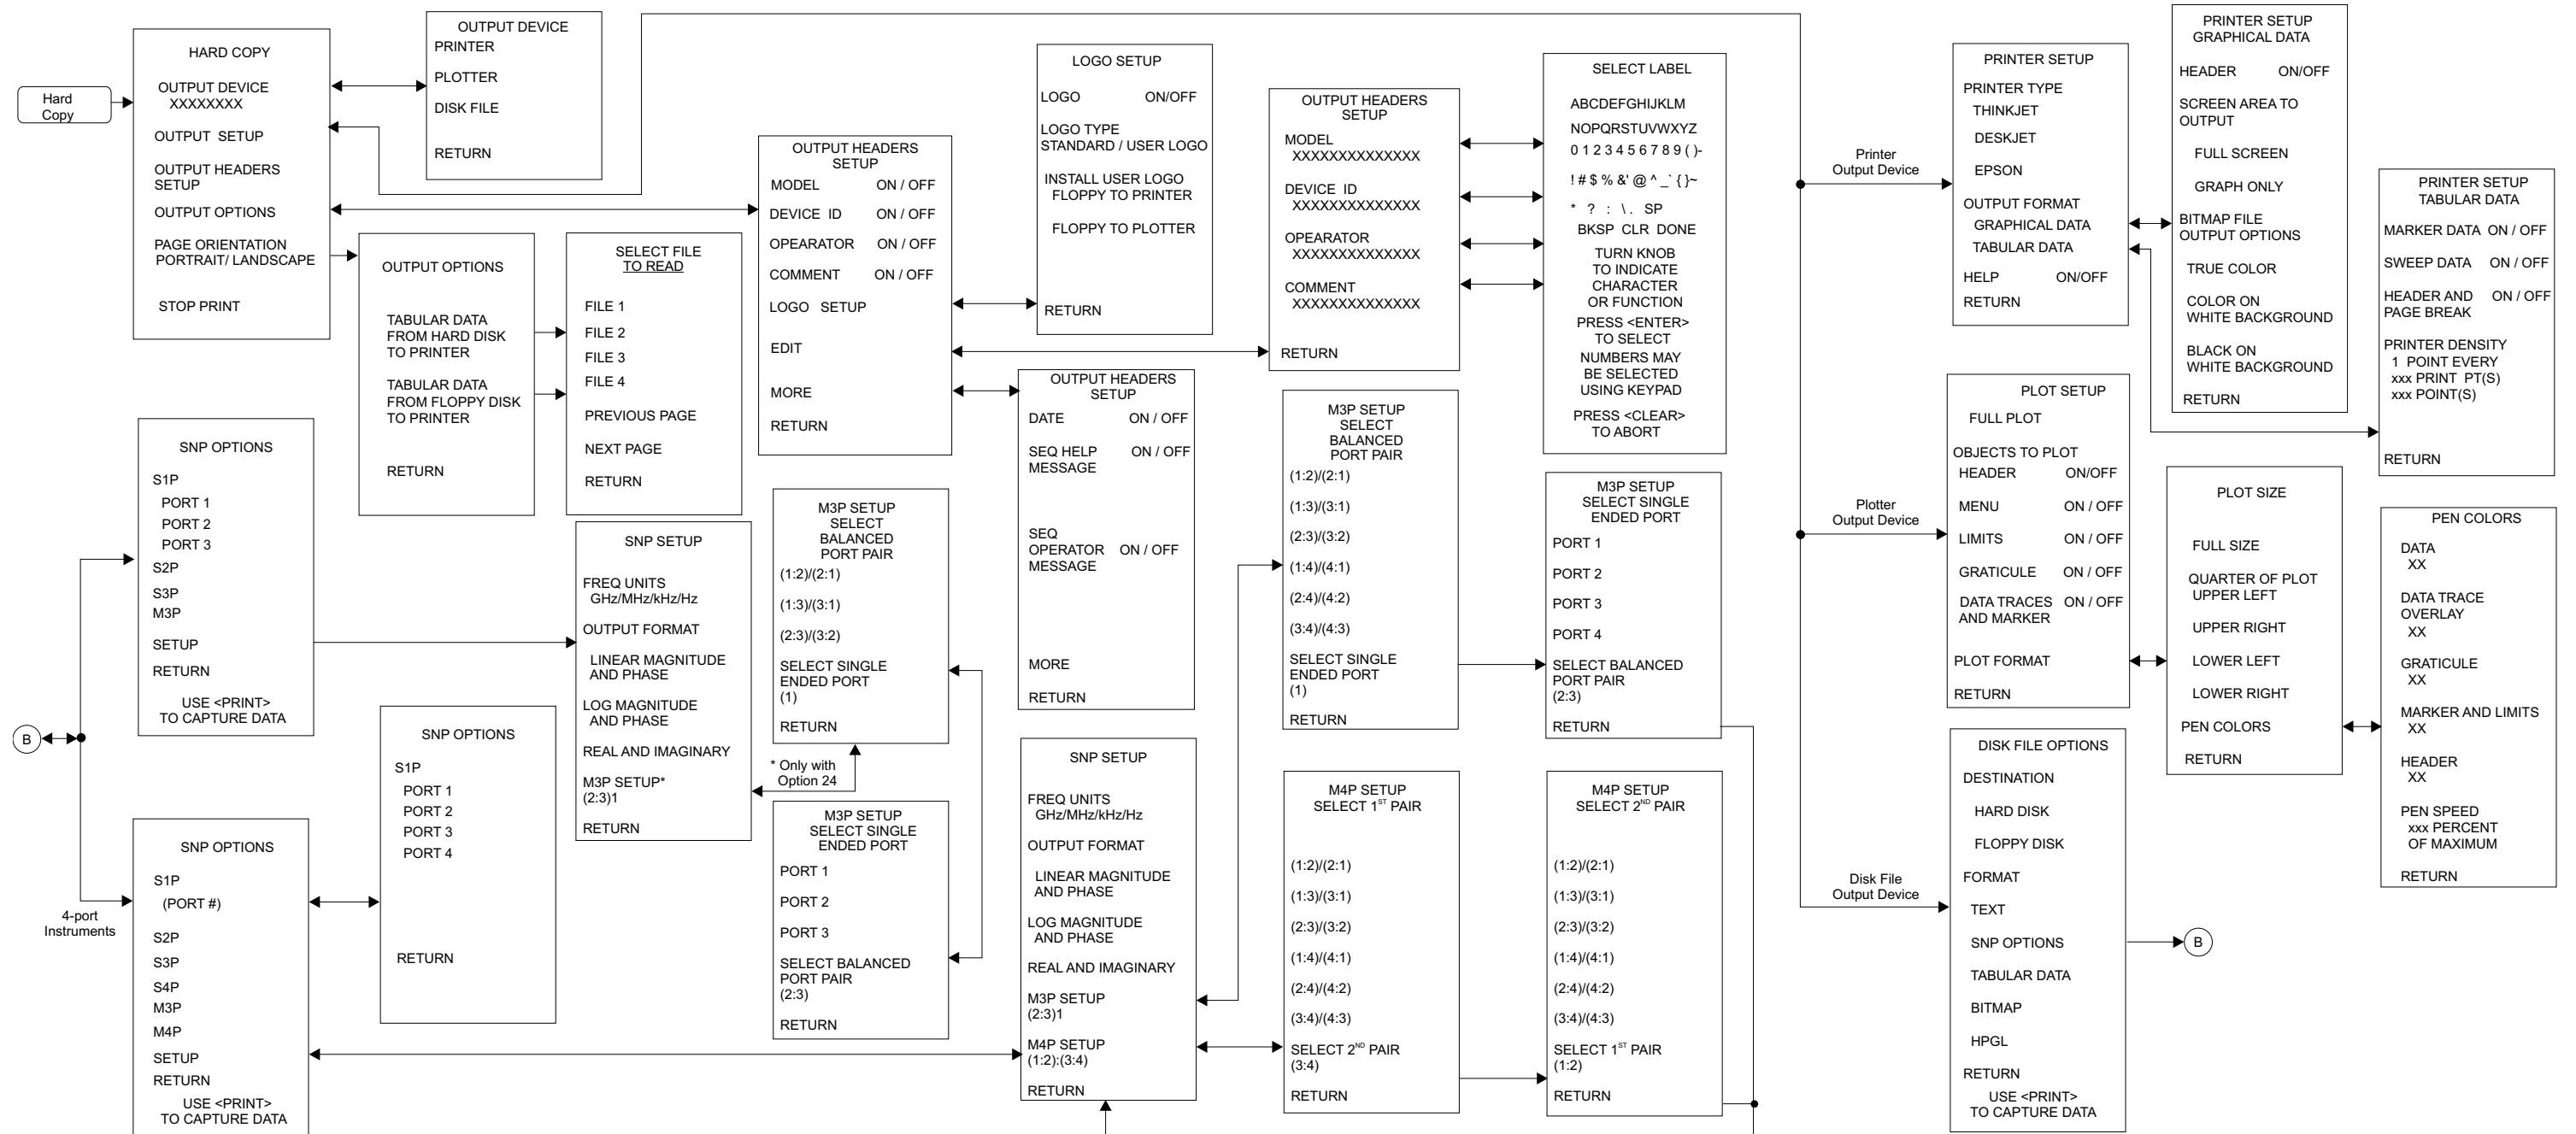 Hard
Copy
HARD COPY
OUTPUT DEVICE
XXXXXXXX
OUTPUT SETUP
OUTPUT HEADERS
SETUP
OUTPUT OPTIONS
PAGE ORIENTATION
PORTRAIT/ LANDSCAPE
STOP PRINT
OUTPUT DEVICE
PRINTER
PLOTTER
DISK FILE
RETURN
OUTPUT OPTIONS
TABULAR DATA
FROM HARD DISK
TO PRINTER
TABULAR DATA
FROM FLOPPY DISK
TO PRINTER
RETURN
SELECT FILE
TO READ
FILE 1
FILE 2
FILE 3
FILE 4
PREVIOUS PAGE
NEXT PAGE
RETURN
OUTPUT HEADERS
SETUP
MODEL ON / OFF
DEVICE ID ON / OFF
OPEARATOR ON / OFF
COMMENT ON / OFF
LOGO SETUP
EDIT
MORE
RETURN
LOGO SETUP
LOGO ON/OFF
LOGO TYPE
STANDARD / USER LOGO
INSTALL USER LOGO
FLOPPY TO PRINTER
FLOPPY TO PLOTTER
RETURN
OUTPUT HEADERS
SETUP
MODEL
XXXXXXXXXXXXXX
DEVICE ID
XXXXXXXXXXXXXX
OPEARATOR
XXXXXXXXXXXXXX
COMMENT
XXXXXXXXXXXXXX
RETURN
SELECT LABEL
ABCDEFGHIJKLM
NOPQRSTUVWXYZ
0 1 2 3 4 5 6 7 8 9 ( )-
! # $ % &' @ ^ _` { }~
* ? : \ . SP
BKSP CLR DONE
TURN KNOB
TO INDICATE
CHARACTER
OR FUNCTION
PRESS <ENTER>
TO SELECT
NUMBERS MAY
BE SELECTED
USING KEYPAD
PRESS <CLEAR>
TO ABORT
OUTPUT HEADERS
SETUP
DATE ON / OFF
SEQ HELP ON / OFF
MESSAGE
SEQ
OPERATOR ON / OFF
MESSAGE
MORE
RETURN
Printer
Output Device
PRINTER SETUP
PRINTER TYPE
THINKJET
DESKJET
EPSON
OUTPUT FORMAT
GRAPHICAL DATA
TABULAR DATA
HELP ON/OFF
RETURN
PRINTER SETUP
GRAPHICAL DATA
HEADER ON/OFF
SCREEN AREA TO
OUTPUT
FULL SCREEN
GRAPH ONLY
BITMAP FILE
OUTPUT OPTIONS
TRUE COLOR
COLOR ON
WHITE BACKGROUND
BLACK ON
WHITE BACKGROUND
RETURN
PRINTER SETUP
TABULAR DATA
MARKER DATA ON / OFF
SWEEP DATA ON / OFF
HEADER AND ON / OFF
PAGE BREAK
PRINTER DENSITY
1 POINT EVERY
xxx PRINT PT(S)
xxx POINT(S)
RETURN
Plotter
Output Device
PLOT SETUP
FULL PLOT
OBJECTS TO PLOT
HEADER ON/OFF
MENU ON / OFF
LIMITS ON / OFF
GRATICULE ON / OFF
DATA TRACES ON / OFF
AND MARKER
PLOT FORMAT
RETURN
PLOT SIZE
FULL SIZE
QUARTER OF PLOT
UPPER LEFT
UPPER RIGHT
LOWER LEFT
LOWER RIGHT
PEN COLORS
RETURN
PEN COLORS
DATA
XX
DATA TRACE
OVERLAY
XX
GRATICULE
XX
MARKER AND LIMITS
XX
HEADER
XX
PEN SPEED
xxx PERCENT
OF MAXIMUM
RETURN
Disk File
Output Device
DISK FILE OPTIONS
DESTINATION
HARD DISK
FLOPPY DISK
FORMAT
TEXT
SNP OPTIONS
TABULAR DATA
BITMAP
HPGL
RETURN
USE <PRINT>
TO CAPTURE DATA
B
B
SNP OPTIONS
S1P
PORT 1
PORT 2
PORT 3
S2P
S3P
M3P
SETUP
RETURN
USE <PRINT>
TO CAPTURE DATA
4-port
Instruments
SNP OPTIONS
S1P
(PORT #)
S2P
S3P
S4P
M3P
M4P
SETUP
RETURN
USE <PRINT>
TO CAPTURE DATA
SNP OPTIONS
S1P
PORT 1
PORT 2
PORT 3
PORT 4
RETURN
SNP SETUP
FREQ UNITS
GHz/MHz/kHz/Hz
OUTPUT FORMAT
LINEAR MAGNITUDE
AND PHASE
LOG MAGNITUDE
AND PHASE
REAL AND IMAGINARY
M3P SETUP*
(2:3)1
RETURN
* Only with
Option 24
M3P SETUP
SELECT
BALANCED
PORT PAIR
(1:2)/(2:1)
(1:3)/(3:1)
(2:3)/(3:2)
SELECT SINGLE
ENDED PORT
(1)
RETURN
M3P SETUP
SELECT SINGLE
ENDED PORT
PORT 1
PORT 2
PORT 3
SELECT BALANCED
PORT PAIR
(2:3)
RETURN
SNP SETUP
FREQ UNITS
GHz/MHz/kHz/Hz
OUTPUT FORMAT
LINEAR MAGNITUDE
AND PHASE
LOG MAGNITUDE
AND PHASE
REAL AND IMAGINARY
M3P SETUP
(2:3)1
M4P SETUP
(1:2):(3:4)
RETURN
M3P SETUP
SELECT
BALANCED
PORT PAIR
(1:2)/(2:1)
(1:3)/(3:1)
(2:3)/(3:2)
(1:4)/(4:1)
(2:4)/(4:2)
(3:4)/(4:3)
SELECT SINGLE
ENDED PORT
(1)
RETURN
M3P SETUP
SELECT SINGLE
ENDED PORT
PORT 1
PORT 2
PORT 3
PORT 4
SELECT BALANCED
PORT PAIR
(2:3)
RETURN
M4P SETUP
SELECT 1ST PAIR
(1:2)/(2:1)
(1:3)/(3:1)
(2:3)/(3:2)
(1:4)/(4:1)
(2:4)/(4:2)
(3:4)/(4:3)
SELECT 2ND PAIR
(3:4)
RETURN
M4P SETUP
SELECT 2ND PAIR
(1:2)/(2:1)
(1:3)/(3:1)
(2:3)/(3:2)
(1:4)/(4:1)
(2:4)/(4:2)
(3:4)/(4:3)
SELECT 1ST PAIR
(1:2)
RETURN